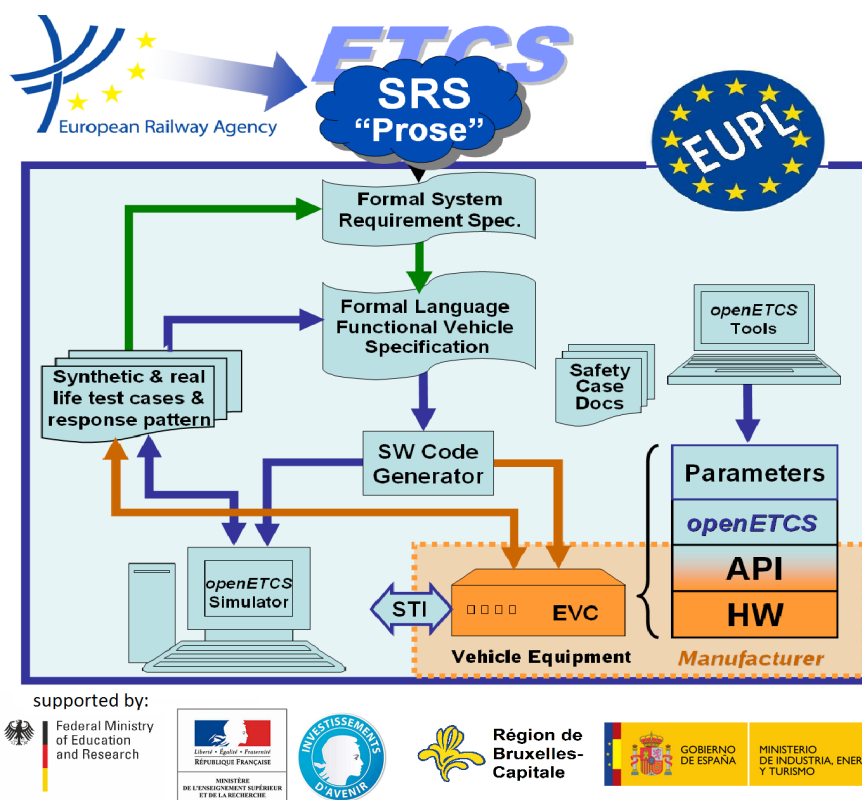 ETCS
SRS
“Prose”
European Railway Agency
EUPL
Formal System
Requirement Spec.
Formal Language
Functional Vehicle
Specification
openETCS
Tools
Synthetic & real
life test cases &
response pattern
Safety
Case
Docs
SW Code
Generator
Parameters
openETCS
API
HW
openETCS
Simulator
STI
EVC
Vehicle Equipment
Manufacturer
supported by:
Federal Ministry
of Education
and Research
Liberté • Égalité • Fraternité
RÉPUBLIQUE FRANÇAISE
MINISTÈRE
DE L'ENSEIGNEMENT SUPÉRIEUR
ET DE LA RECHERCHE
INVESTISSEMENTS
D'AVENIR
Région de
Bruxelles-
Capitale
GOBIERNO
DE ESPAÑA
MINISTERIO
DE INDUSTRIA, ENER
Y TURISMO